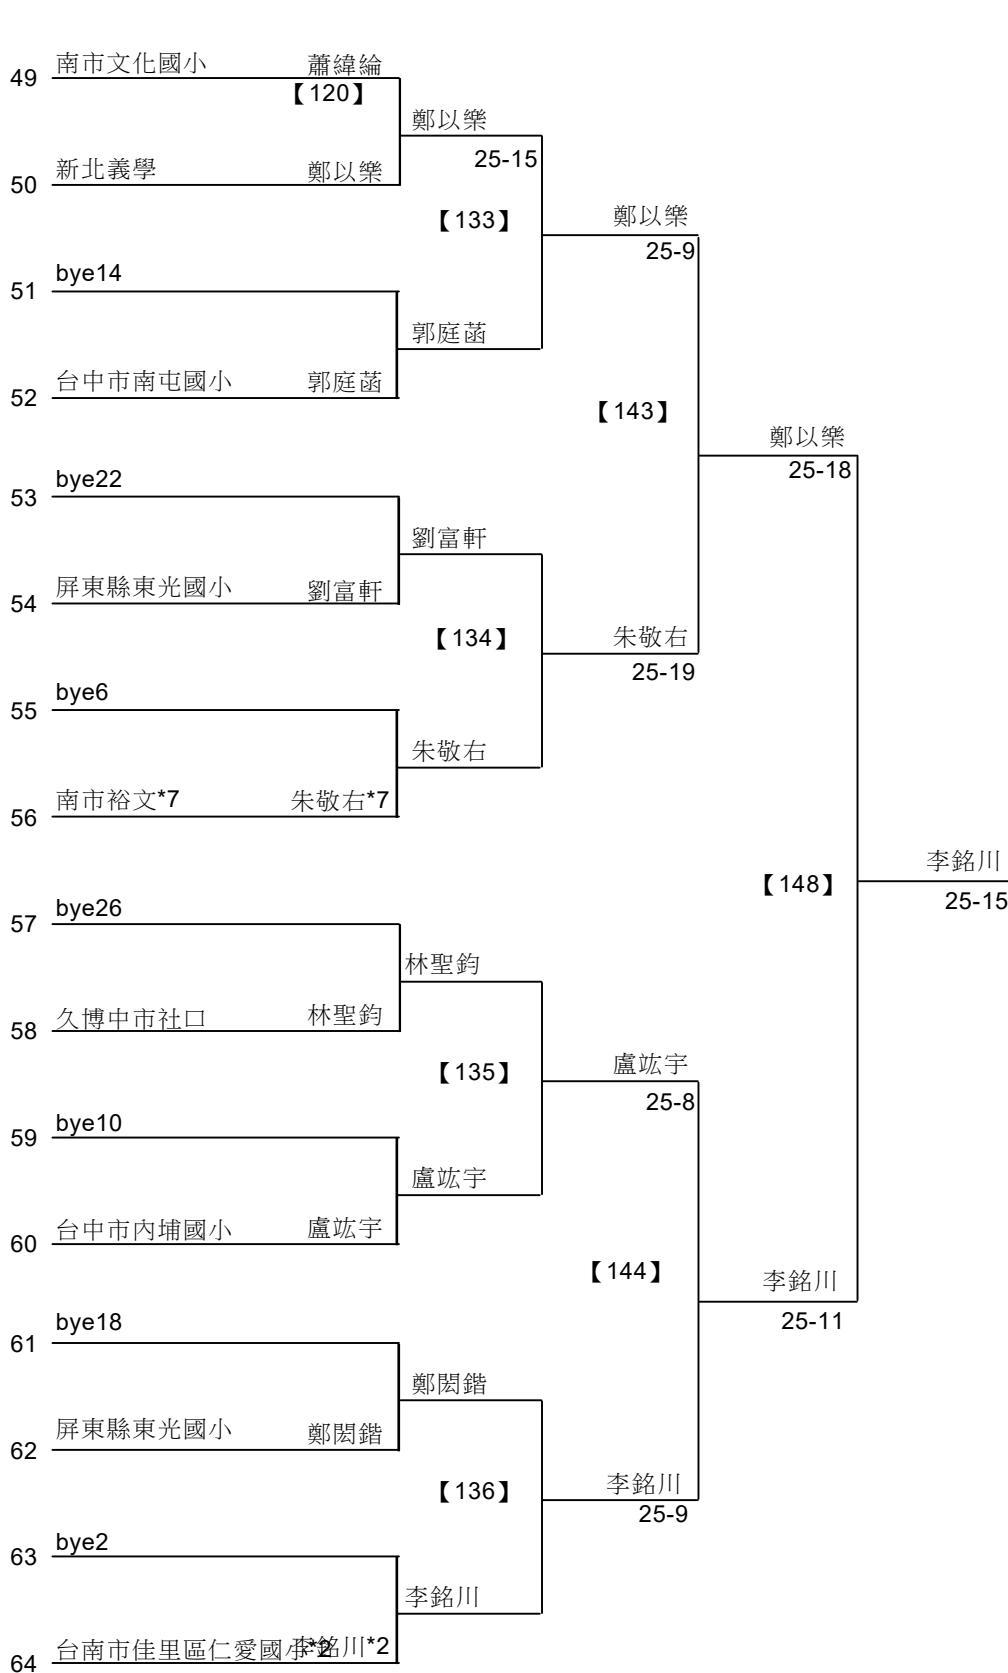 49 南市文化國小 蕭緯綸
【120】
鄭以樂
25-15
50 新北義學 鄭以樂
【133】
鄭以樂
25-9
51 bye14
郭庭菡
52 台中市南屯國小 郭庭菡
【143】
鄭以樂
25-18
53 bye22
劉富軒
54 屏東縣東光國小 劉富軒
【134】
朱敬右
25-19
55 bye6
朱敬右
56 南市裕文*7 朱敬右*7
【148】
李銘川
25-15
57 bye26
林聖鈞
58 久博中市社口 林聖鈞
【135】
盧竑宇
25-8
59 bye10
盧竑宇
60 台中市內埔國小 盧竑宇
【144】
李銘川
25-11
61 bye18
鄭閎鍇
62 屏東縣東光國小 鄭閎鍇
【136】
李銘川
25-9
63 bye2
李銘川
64 台南市佳里區仁愛國小*2 李銘川*2